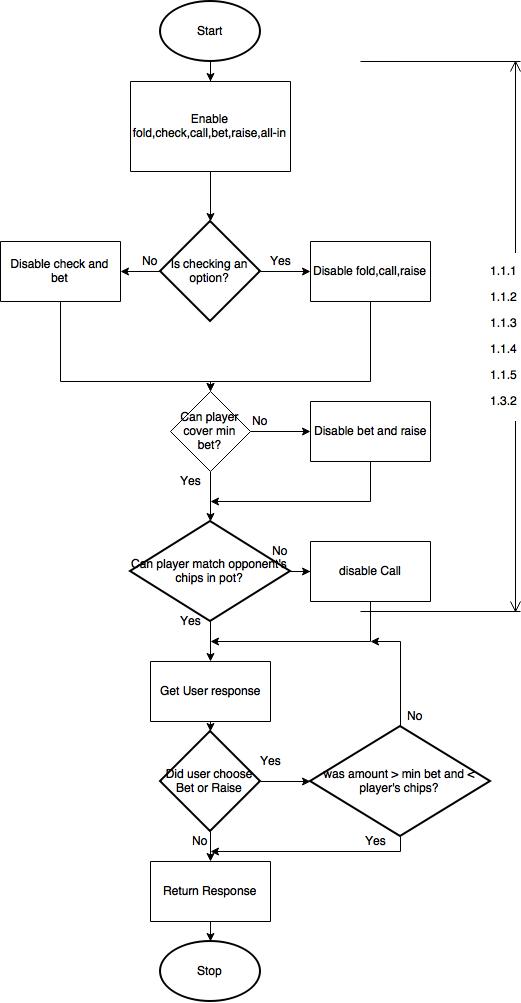 Start
Enable
fold,check,call,bet,raise,all-in
Is checking an
option?
No
Yes
Disable check and
bet
Disable fold,call,raise
1.1.1
1.1.2
1.1.3
1.1.4
1.1.5
1.3.2
Can player
cover min
bet?
No
Disable bet and raise
Yes
Can player match opponent's
chips in pot?
No
disable Call
Yes
Get User response
No
Did user choose
Bet or Raise
Yes
was amount > min bet and <
player's chips?
No
Yes
Return Response
Stop